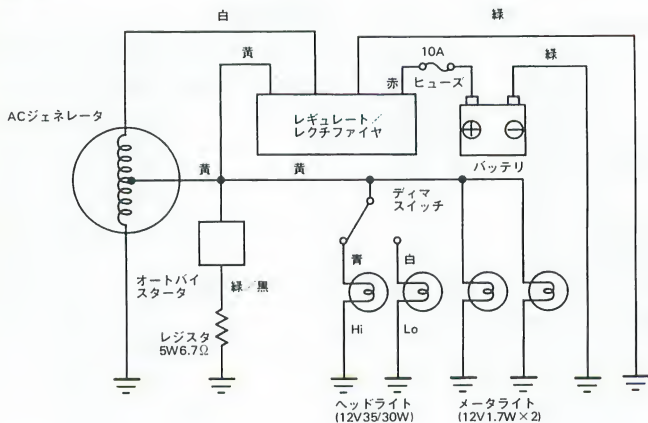 白
緑
黄
10A
緑
赤
ヒューズ
ACジェネレータ
レギュレート/
レクチファイヤ
バッテリ
黄
黄
ディマ
スイッチ
青
白
オートバイ
スタータ
緑/黒
Hi
Lo
レジスタ
5W6.7Ω
ヘッドライト
(12V35/30W)
メータライト
(12V1.7W×2)